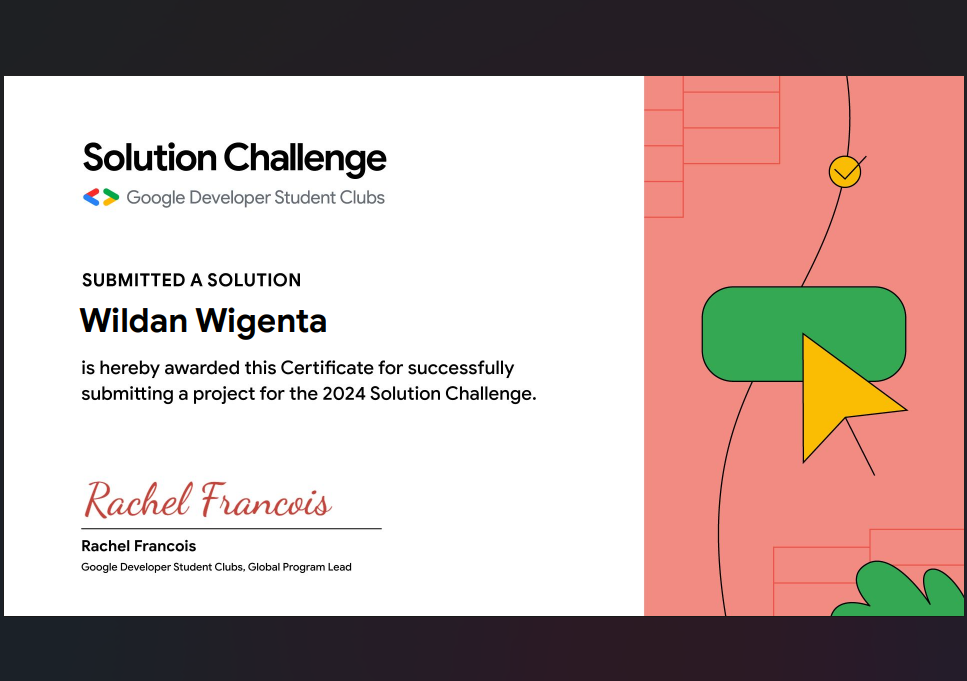 Solution Challenge
Google Developer Student Clubs
SUBMITTED A SOLUTION
Wildan Wigenta
is hereby awarded this Certificate for successfully
submitting a project for the 2024 Solution Challenge.
Rachel Francois
Rachel Francois
Google Developer Student Clubs, Global Program Lead